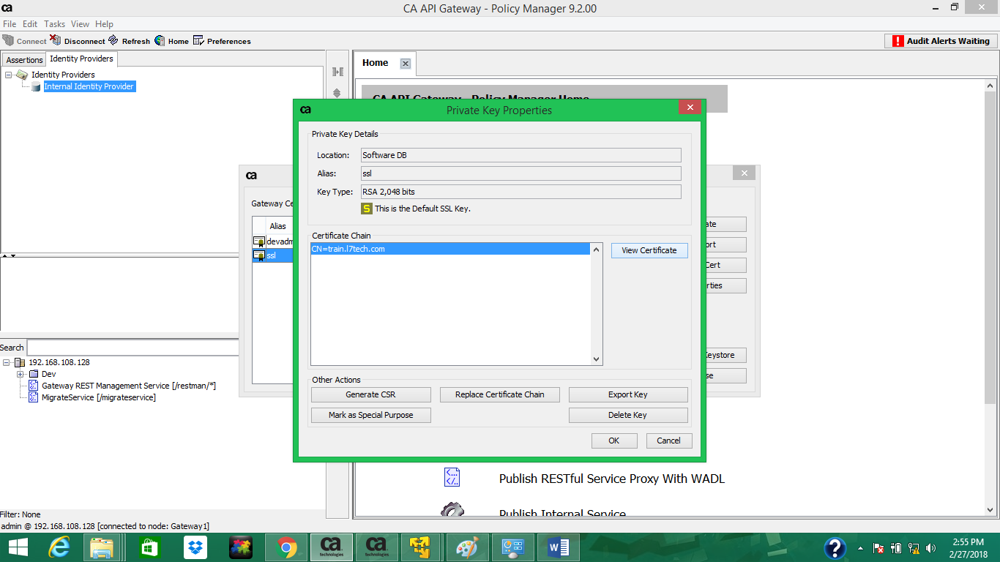 ca
CA API Gateway - Policy Manager 9.2.00
File Edit Tasks View Help
Connect Disconnect Refresh Home Preferences
Audit Alerts Waiting
Assertions Identity Providers
Identity Providers
Internal Identity Provider
Home
CA API Gateway - Policy Manager Home
ca
Private Key Properties
Private Key Details
Location: Software DB
Alias: ssl
Key Type: RSA 2,048 bits
S This is the Default SSL Key.
Certificate Chain
CN=train.l7tech.com
View Certificate
Other Actions
Generate CSR Replace Certificate Chain Export Key
Mark as Special Purpose Delete Key
OK Cancel
ca
Gateway Ce
Alias
devadm
ssl
ate
ort
Cert
rties
Keystore
se
Search
192.168.108.128
Dev
Gateway REST Management Service [/restman/*]
MigrateService [/migrateservice]
Publish RESTful Service Proxy With WADL
Publish Internal Service
Filter: None
admin @ 192.168.108.128 [connected to node: Gateway1]
ca
technologies
ca
technologies
2:55 PM
2/27/2018